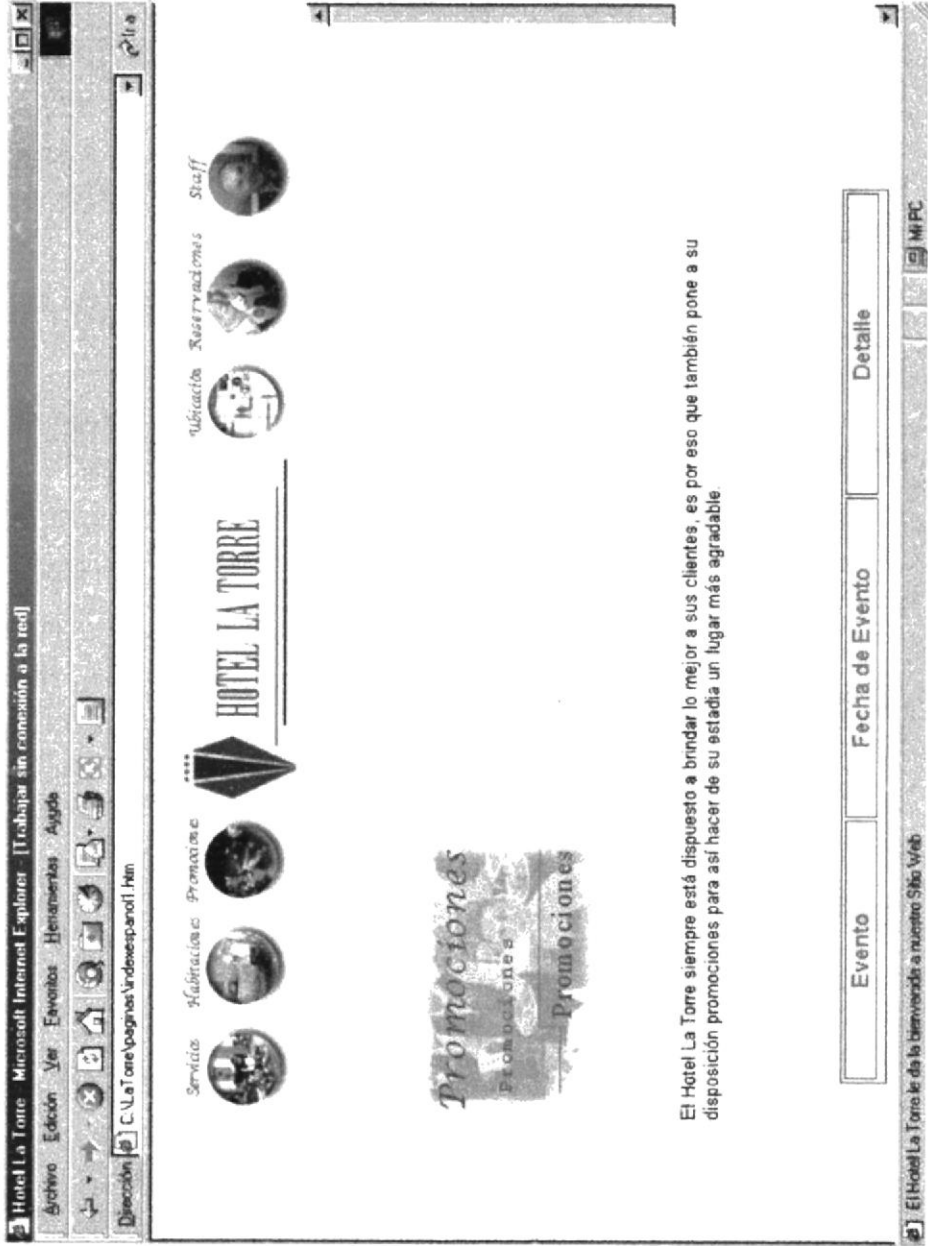 Hotel La Torre Microsoft Internet Explorer - [Trabajar sin conexión a la red]
Archivo Edición Ver Favoritos Herramientas Ayuda
Dirección C:\LaTorre\paginas\indexespanol1.htm Ir a
Servicios Habitaciones Promociones HOTEL LA TORRE Ubicación Reservaciones Staff
Promociones
Promociones
Promociones
El Hotel La Torre siempre está dispuesto a brindar lo mejor a sus clientes, es por eso que también pone a su
disposición promociones para así hacer de su estadía un lugar más agradable.
Evento Fecha de Evento Detalle
El Hotel La Torre le da la bienvenida a nuestro Sitio Web Mi PC